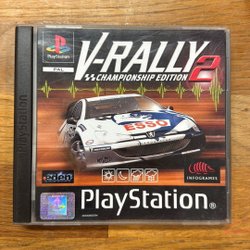 PlayStation
PAL
V-RALLY 2
CHAMPIONSHIP EDITION
ESSO
eden
INFOGRAMES
PlayStation